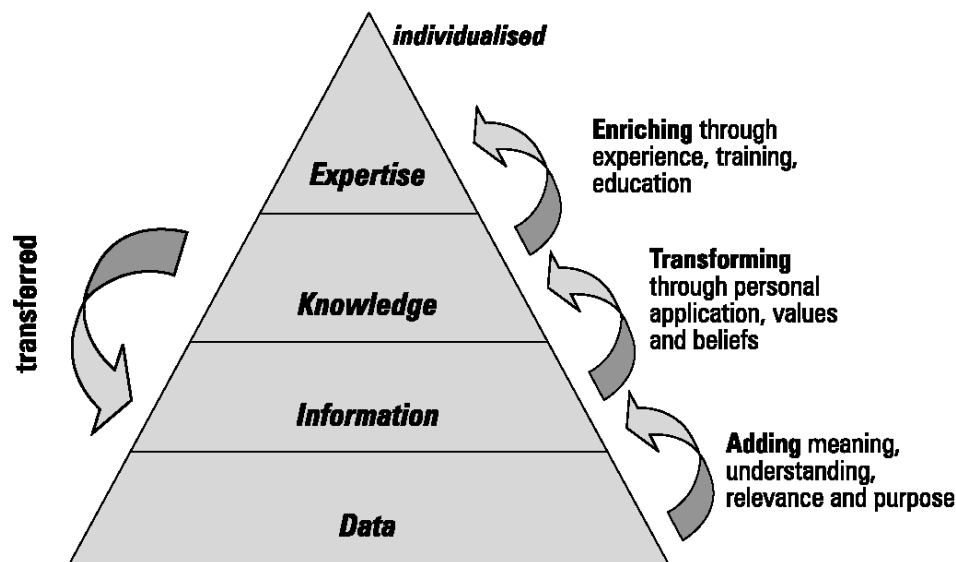 individualised
Enriching through
experience, training,
education
Expertise
transferred
Transforming
through personal
application, values
and beliefs
Knowledge
Information
Adding meaning,
understanding,
relevance and purpose
Data